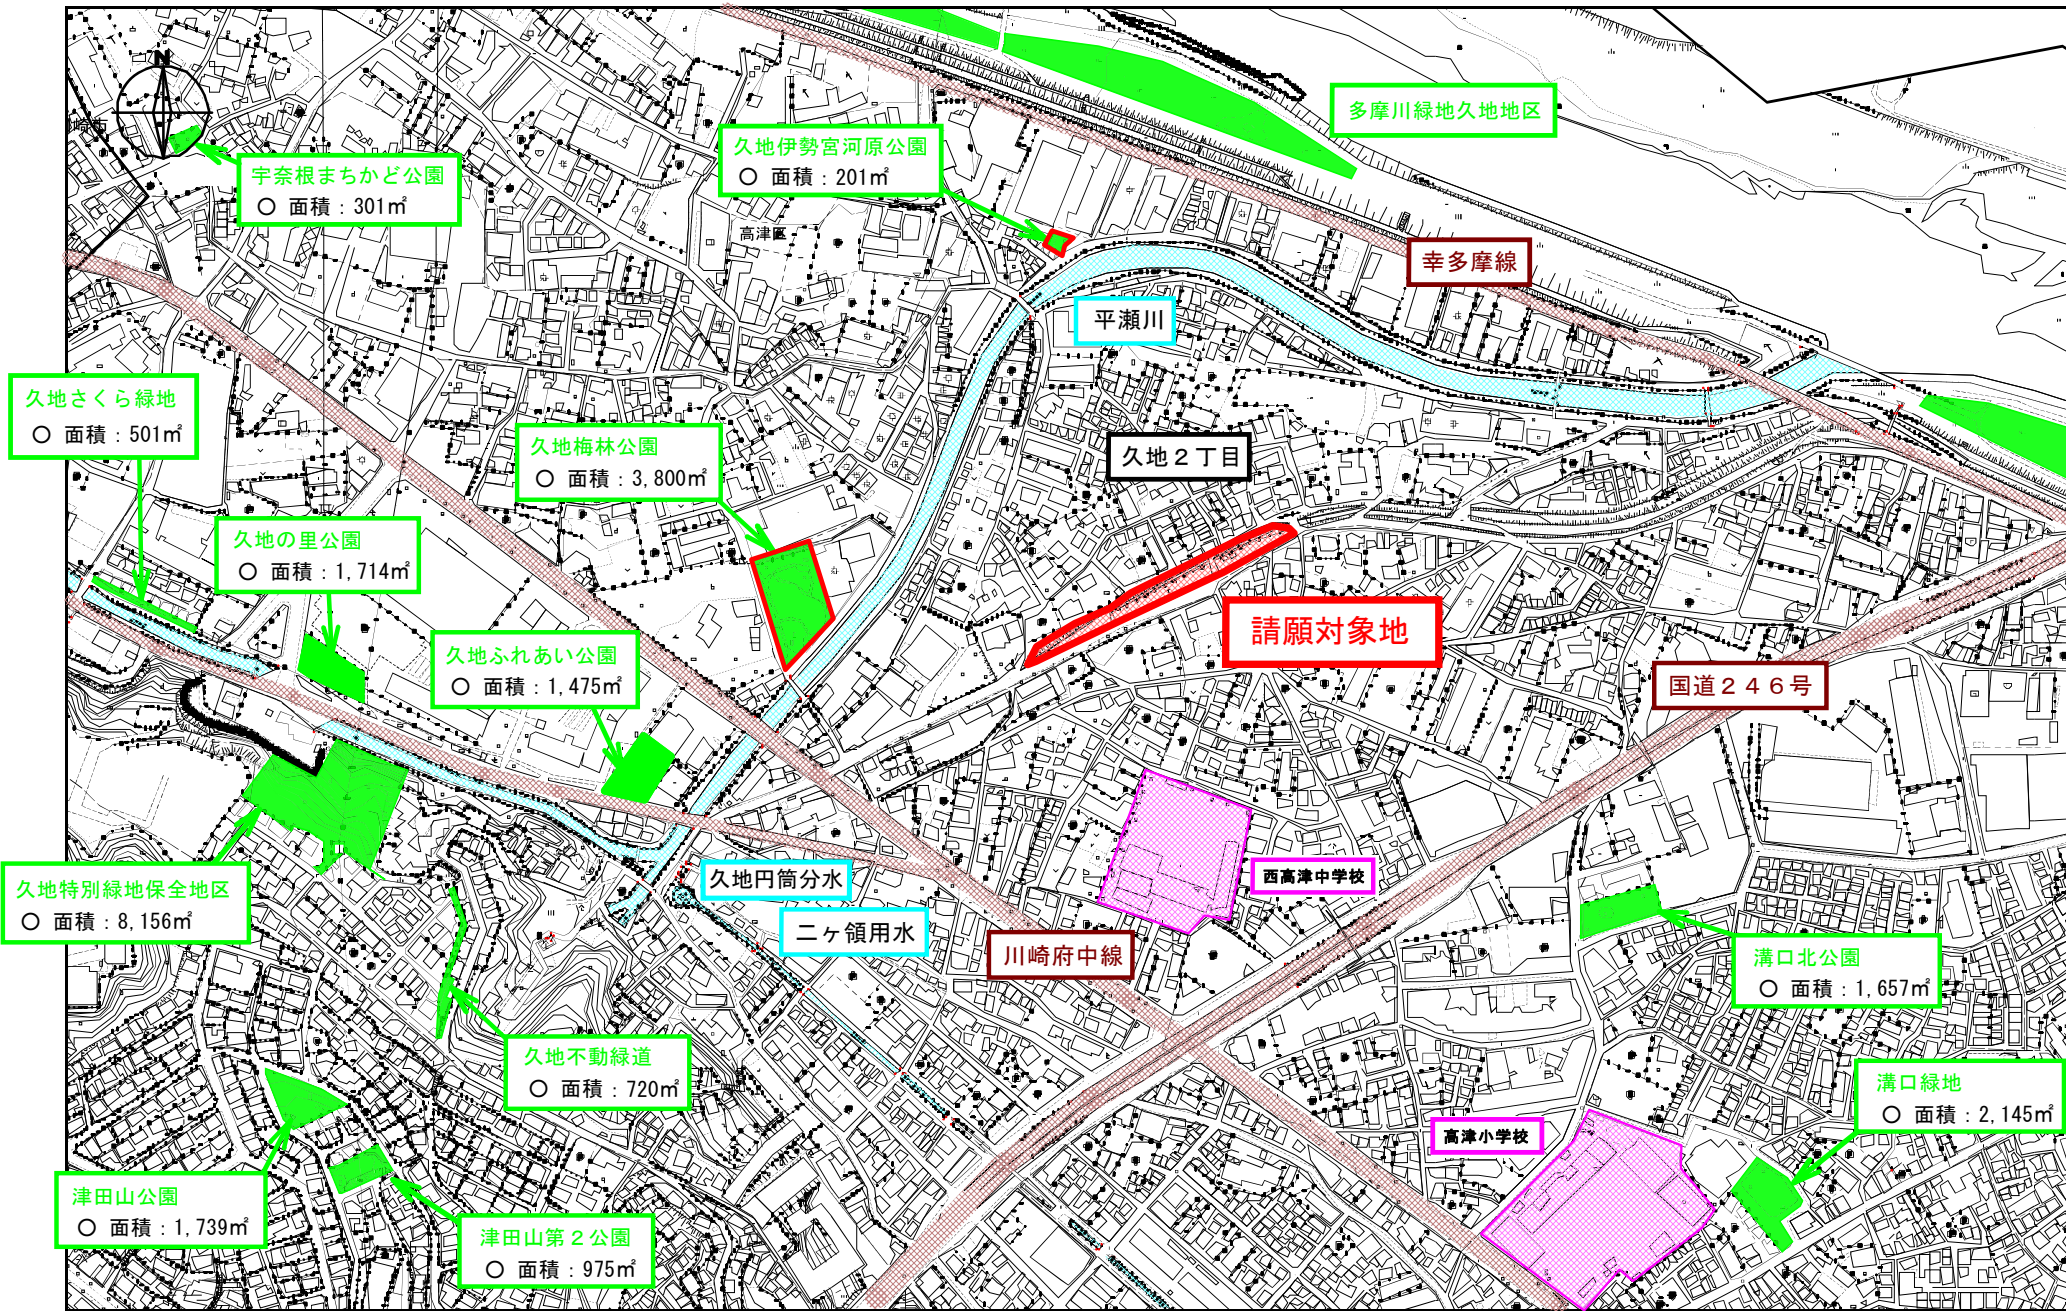 N
多摩川緑地久地地区
久地伊勢宮河原公園
○ 面積：201㎡
宇奈根まちかど公園
○ 面積：301㎡
高津区
幸多摩線
平瀬川
久地さくら緑地
○ 面積：501㎡
久地梅林公園
○ 面積：3,800㎡
久地２丁目
久地の里公園
○ 面積：1,714㎡
請願対象地
久地ふれあい公園
○ 面積：1,475㎡
国道２４６号
久地特別緑地保全地区
○ 面積：8,156㎡
久地円筒分水
西高津中学校
二ヶ領用水
川崎府中線
溝口北公園
○ 面積：1,657㎡
久地不動緑道
○ 面積：720㎡
溝口緑地
○ 面積：2,145㎡
高津小学校
津田山公園
○ 面積：1,739㎡
津田山第２公園
○ 面積：975㎡